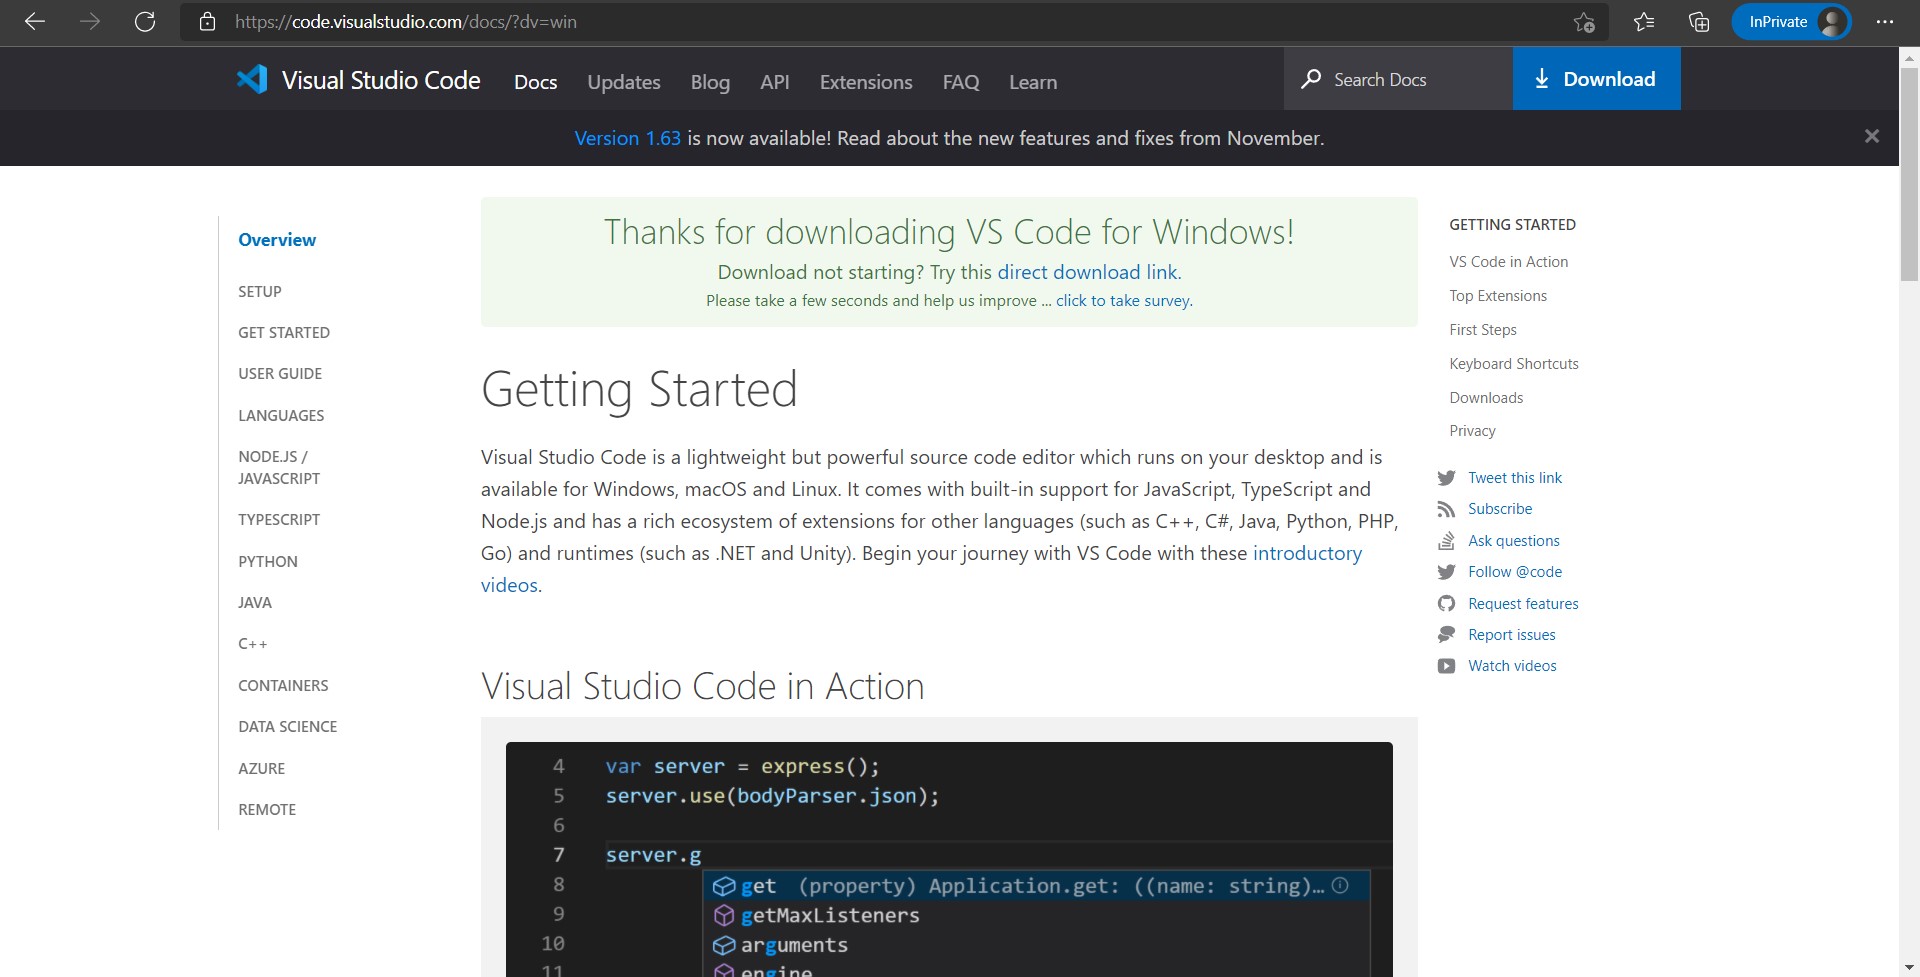 https://code.visualstudio.com/docs/?dv=win
InPrivate
Visual Studio Code
Docs
Updates
Blog
API
Extensions
FAQ
Learn
Search Docs
Download
Version 1.63 is now available! Read about the new features and fixes from November.
Overview
SETUP
GET STARTED
USER GUIDE
LANGUAGES
NODE.JS /
JAVASCRIPT
TYPESCRIPT
PYTHON
JAVA
C++
CONTAINERS
DATA SCIENCE
AZURE
REMOTE
Thanks for downloading VS Code for Windows!
Download not starting? Try this direct download link.
Please take a few seconds and help us improve ... click to take survey.
Getting Started
Visual Studio Code is a lightweight but powerful source code editor which runs on your desktop and is
available for Windows, macOS and Linux. It comes with built-in support for JavaScript, TypeScript and
Node.js and has a rich ecosystem of extensions for other languages (such as C++, C#, Java, Python, PHP,
Go) and runtimes (such as .NET and Unity). Begin your journey with VS Code with these introductory
videos.
Visual Studio Code in Action
4 var server = express();
5 server.use(bodyParser.json);
6
7 server.g
8 get (property) Application.get: ((name: string)…
9 getMaxListeners
10 arguments
11 engine
GETTING STARTED
VS Code in Action
Top Extensions
First Steps
Keyboard Shortcuts
Downloads
Privacy
Tweet this link
Subscribe
Ask questions
Follow @code
Request features
Report issues
Watch videos